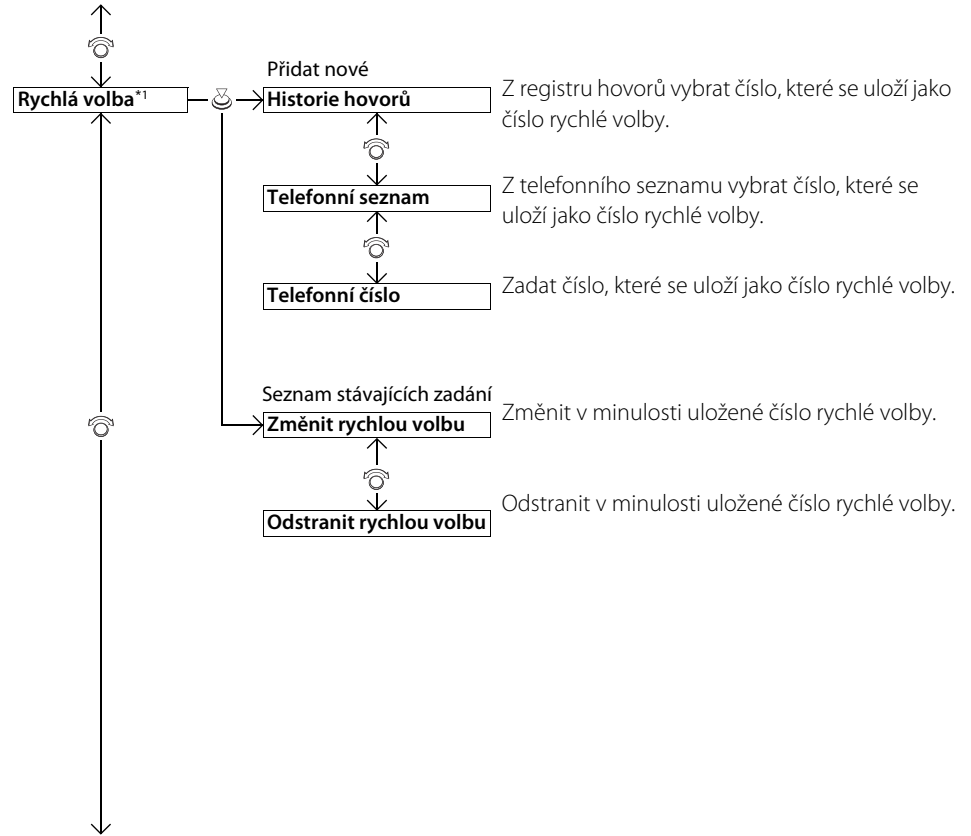 Přidat nové
Rychlá volba*1
Historie hovorů
Z registru hovorů vybrat číslo, které se uloží jako
číslo rychlé volby.
Telefonní seznam
Z telefonního seznamu vybrat číslo, které se
uloží jako číslo rychlé volby.
Telefonní číslo
Zadat číslo, které se uloží jako číslo rychlé volby.
Seznam stávajících zadání
Změnit rychlou volbu
Změnit v minulosti uložené číslo rychlé volby.
Odstranit rychlou volbu
Odstranit v minulosti uložené číslo rychlé volby.